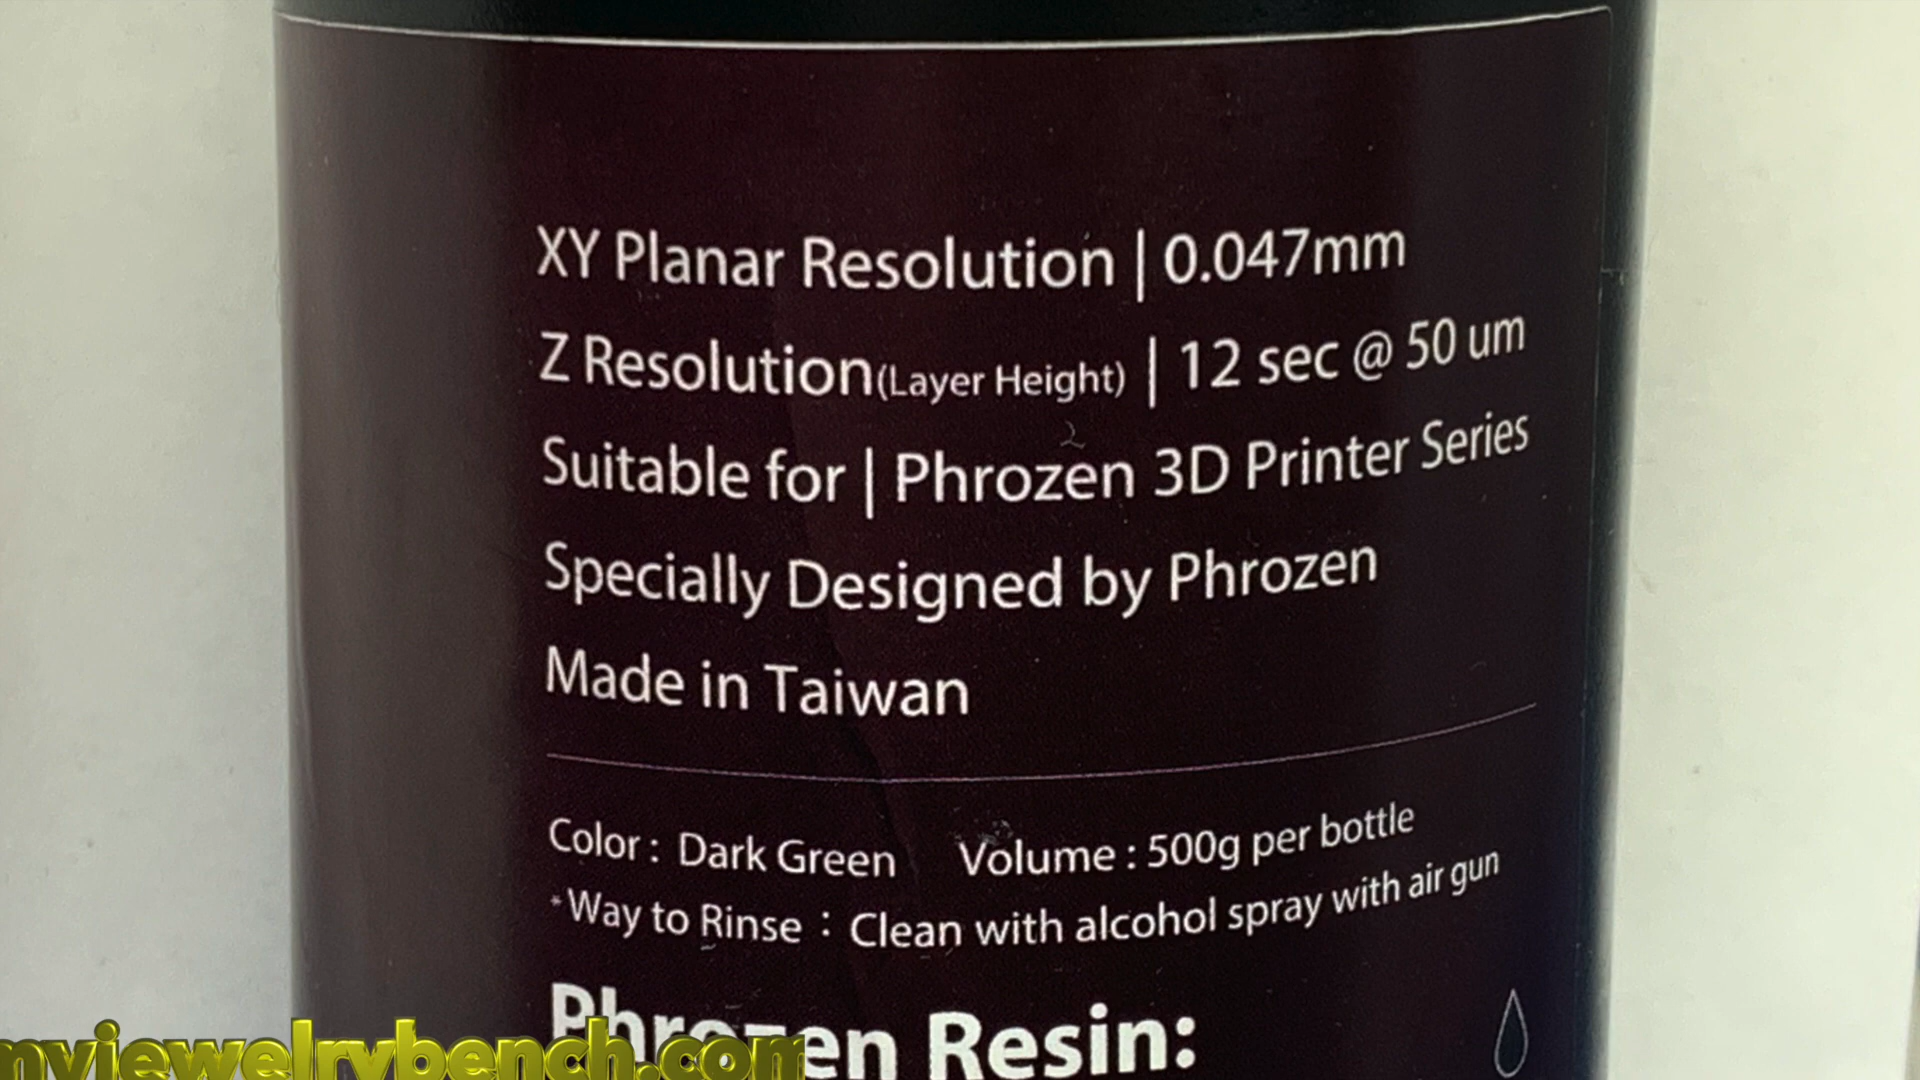 XY Planar Resolution | 0.047mm
Z Resolution(Layer Height) | 12 sec @ 50 um
Suitable for | Phrozen 3D Printer Series
Specially Designed by Phrozen
Made in Taiwan
Color : Dark Green Volume : 500g per bottle
*Way to Rinse : Clean with alcohol spray with air gun
Phrozen Resin:
myjewelrybench.com